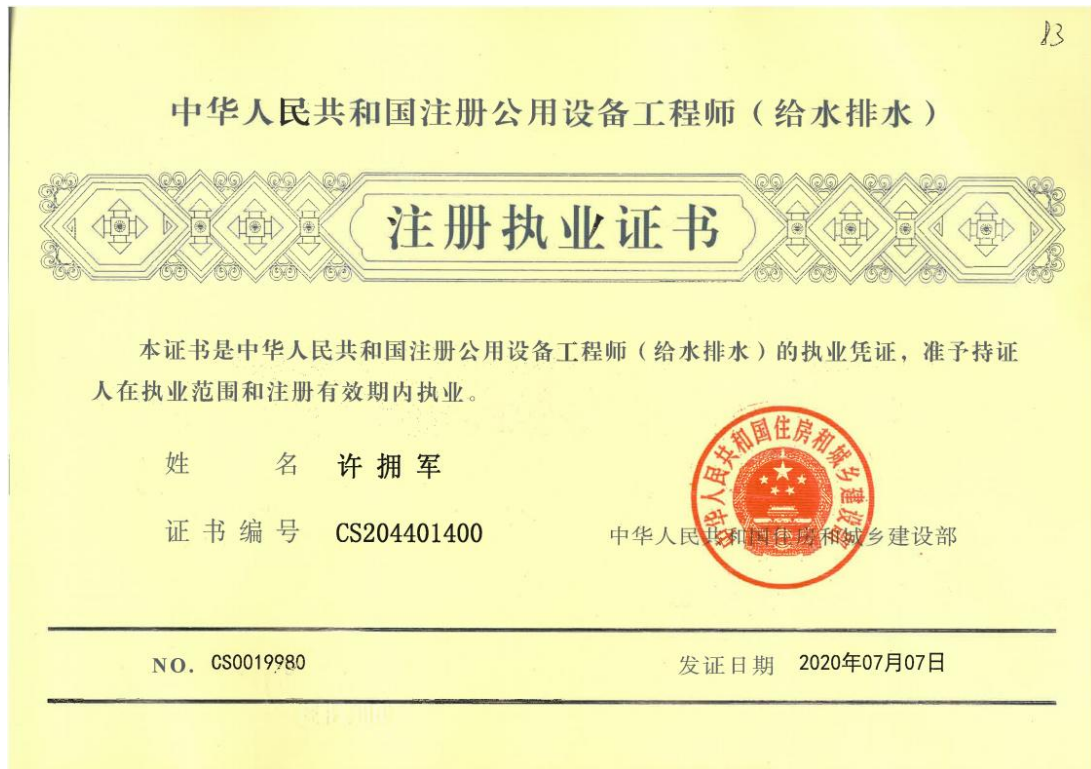 83
中华人民共和国注册公用设备工程师（给水排水）
注册执业证书
本证书是中华人民共和国注册公用设备工程师（给水排水）的执业凭证，准予持证
人在执业范围和注册有效期内执业。
姓 名 许拥军
中华人民共和国住房和城乡建设部
证书编号 CS204401400
中华人民共和国住房和城乡建设部
NO. CS0019980
发证日期 2020年07月07日